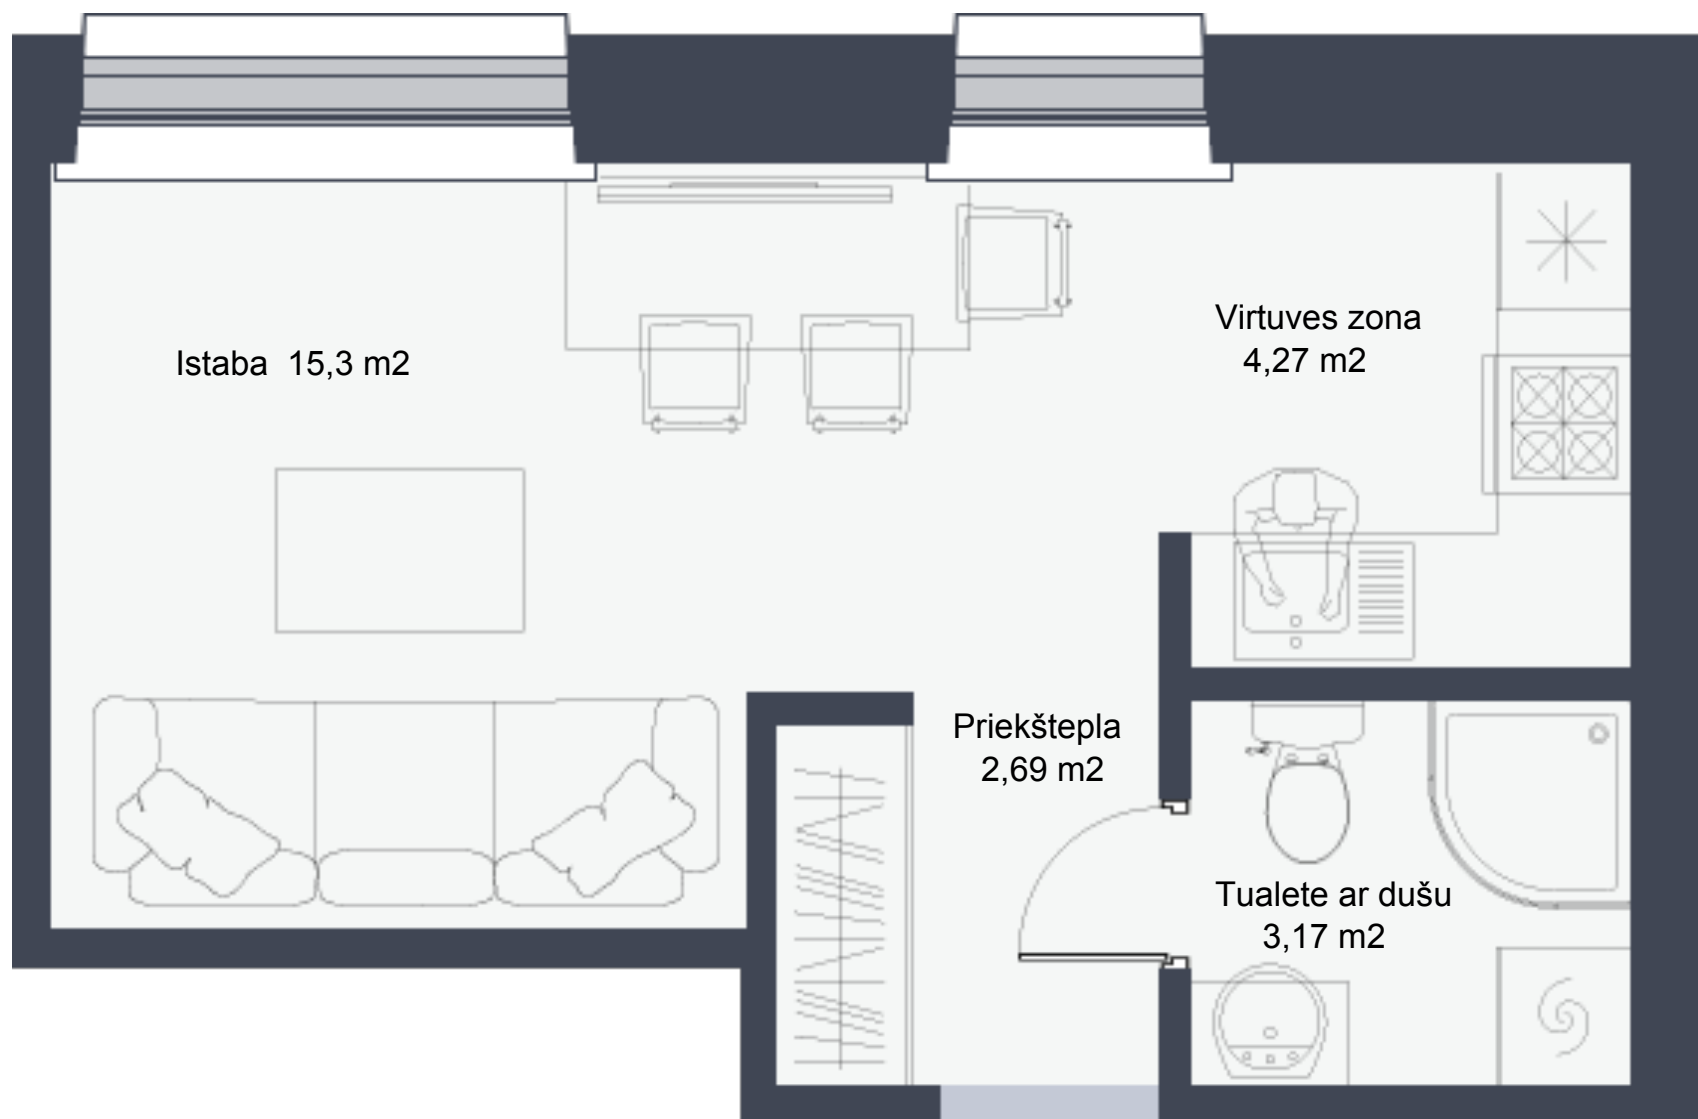 Virtuves zona
4,27 m2
Istaba  15,3 m2
Priekštepla
2,69 m2
Tualete ar dušu
3,17 m2